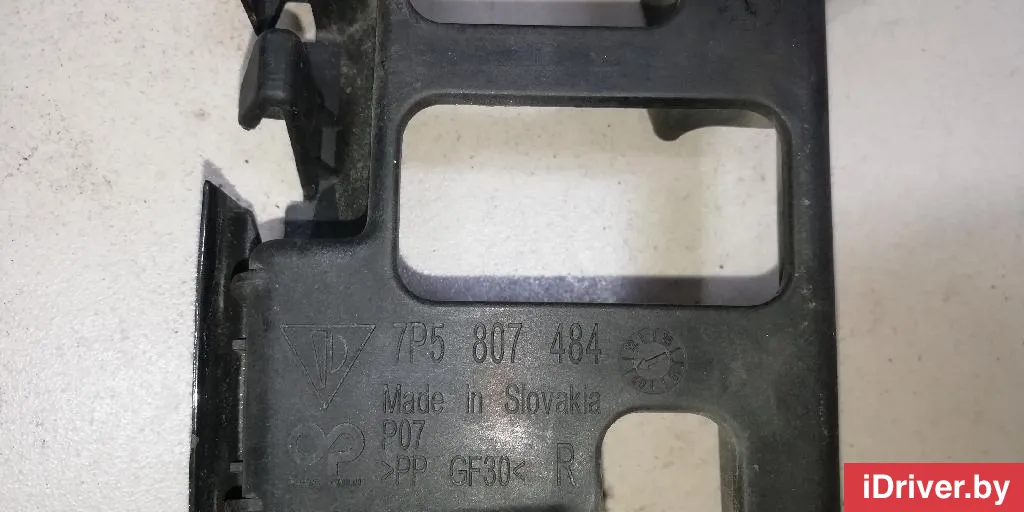 7P5 807 484
Made in Slovakia
P07
>PP GF30< R
iDriver.by